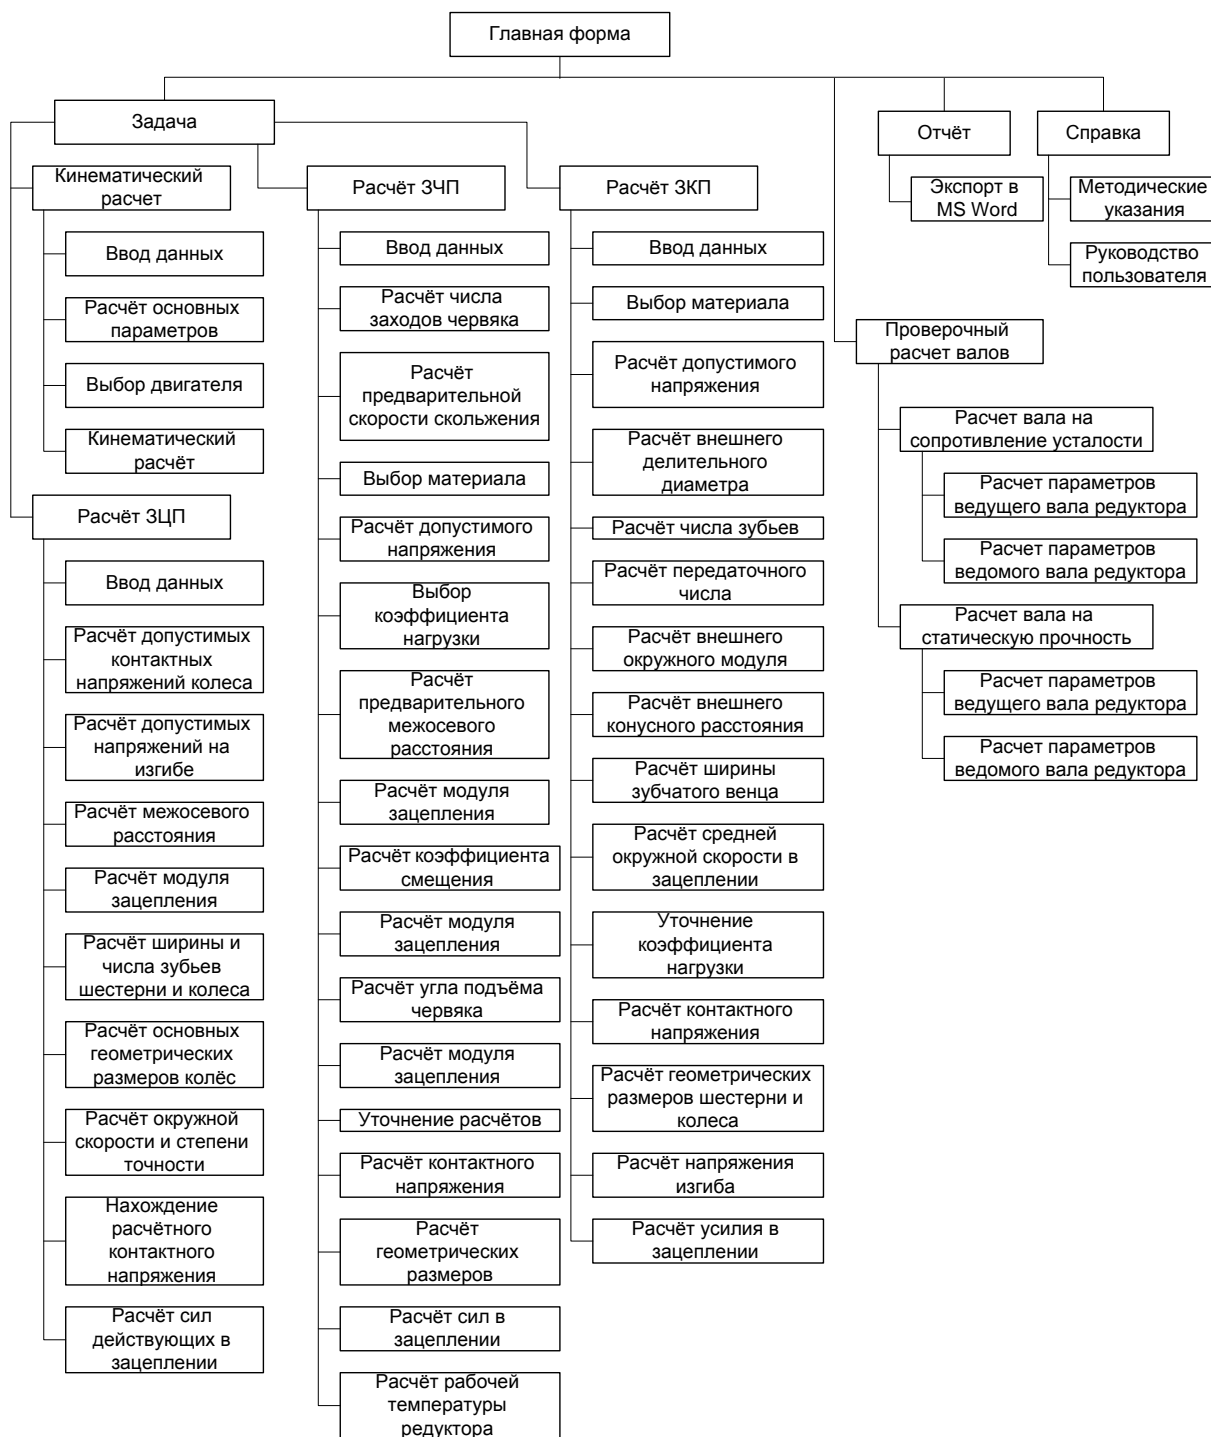 Главная форма
Задача
Отчёт
Справка
Кинематический
расчет
Ввод данных
Расчёт основных
параметров
Выбор двигателя
Кинематический
расчёт
Расчёт ЗЦП
Ввод данных
Расчёт допустимых
контактных
напряжений колеса
Расчёт допустимых
напряжений на
изгибе
Расчёт межосевого
расстояния
Расчёт модуля
зацепления
Расчёт ширины и
числа зубьев
шестерни и колеса
Расчёт основных
геометрических
размеров колёс
Расчёт окружной
скорости и степени
точности
Нахождение
расчётного
контактного
напряжения
Расчёт сил
действующих в
зацеплении
Расчёт ЗЧП
Ввод данных
Расчёт числа
заходов червяка
Расчёт
предварительной
скорости скольжения
Выбор материала
Расчёт допустимого
напряжения
Выбор
коэффициента
нагрузки
Расчёт
предварительного
межосевого
расстояния
Расчёт модуля
зацепления
Расчёт коэффициента
смещения
Расчёт модуля
зацепления
Расчёт угла подъёма
червяка
Расчёт модуля
зацепления
Уточнение расчётов
Расчёт контактного
напряжения
Расчёт
геометрических
размеров
Расчёт сил в
зацеплении
Расчёт рабочей
температуры
редуктора
Расчёт ЗКП
Ввод данных
Выбор материала
Расчёт допустимого
напряжения
Расчёт внешнего
делительного
диаметра
Расчёт числа зубьев
Расчёт передаточного
числа
Расчёт внешнего
окружного модуля
Расчёт внешнего
конусного расстояния
Расчёт ширины
зубчатого венца
Расчёт средней
окружной скорости в
зацеплении
Уточнение
коэффициента
нагрузки
Расчёт контактного
напряжения
Расчёт геометрических
размеров шестерни и
колеса
Расчёт напряжения
изгиба
Расчёт усилия в
зацеплении
Экспорт в
MS Word
Методические
указания
Руководство
пользователя
Проверочный
расчет валов
Расчет вала на
сопротивление усталости
Расчет параметров
ведущего вала редуктора
Расчет параметров
ведомого вала редуктора
Расчет вала на
статическую прочность
Расчет параметров
ведущего вала редуктора
Расчет параметров
ведомого вала редуктора